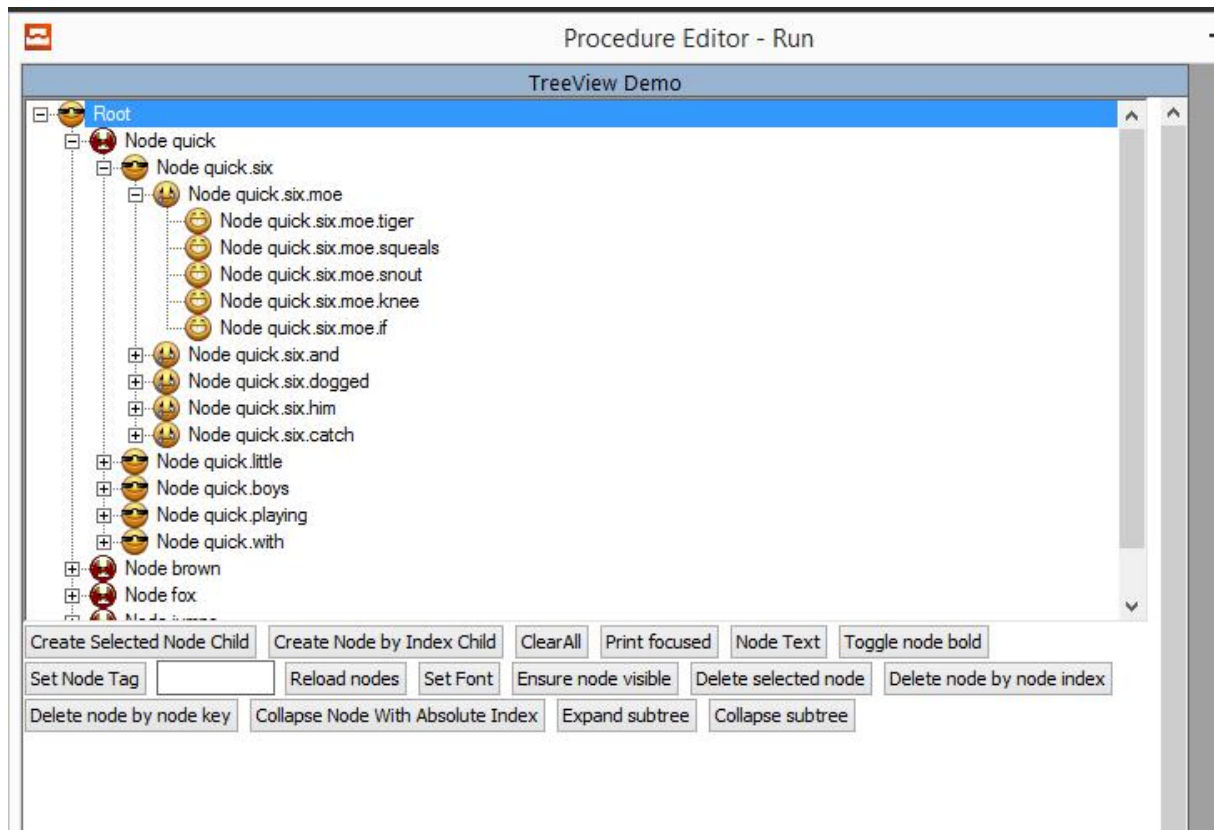 Procedure Editor - Run
TreeView Demo
Root
Node quick
Node quick.six
Node quick.six.moe
Node quick.six.moe.tiger
Node quick.six.moe.squeals
Node quick.six.moe.snout
Node quick.six.moe.knee
Node quick.six.moe.if
Node quick.six.and
Node quick.six.dogged
Node quick.six.him
Node quick.six.catch
Node quick.little
Node quick.boys
Node quick.playing
Node quick.with
Node brown
Node fox
Create Selected Node Child Create Node by Index Child ClearAll Print focused Node Text Toggle node bold
Set Node Tag Reload nodes Set Font Ensure node visible Delete selected node Delete node by node index
Delete node by node key Collapse Node With Absolute Index Expand subtree Collapse subtree